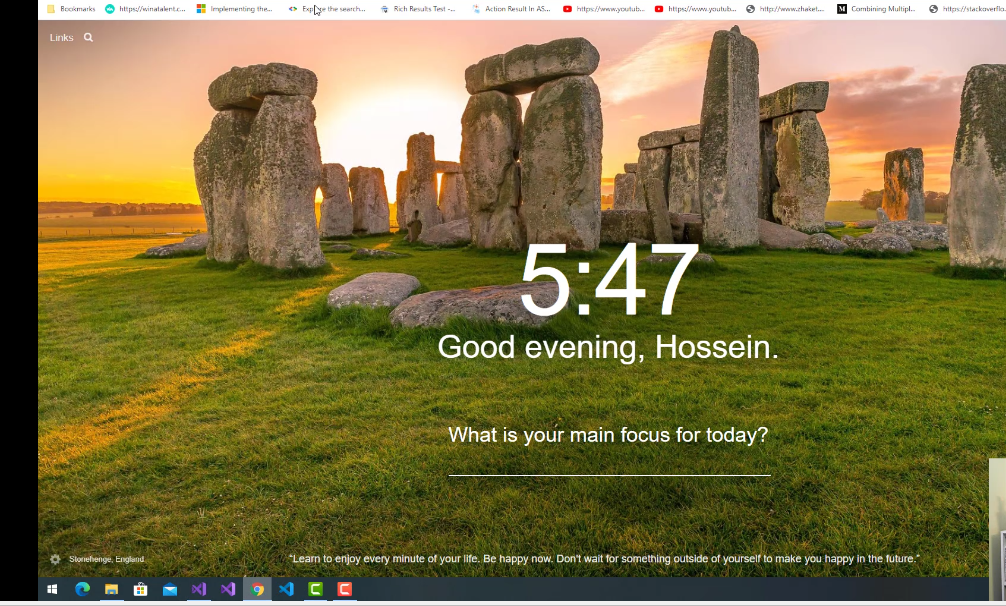 Bookmarks https://winatalent.c... Implementing the... Explore the search... Rich Results Test -... Action Result In AS... https://www.youtub... https://www.youtub... http://www.zhaket.... Combining Multipl... https://stackoverflo
Links
5:47
Good evening, Hossein.
What is your main focus for today?
Stonehenge, England
“Learn to enjoy every minute of your life. Be happy now. Don't wait for something outside of yourself to make you happy in the future.”